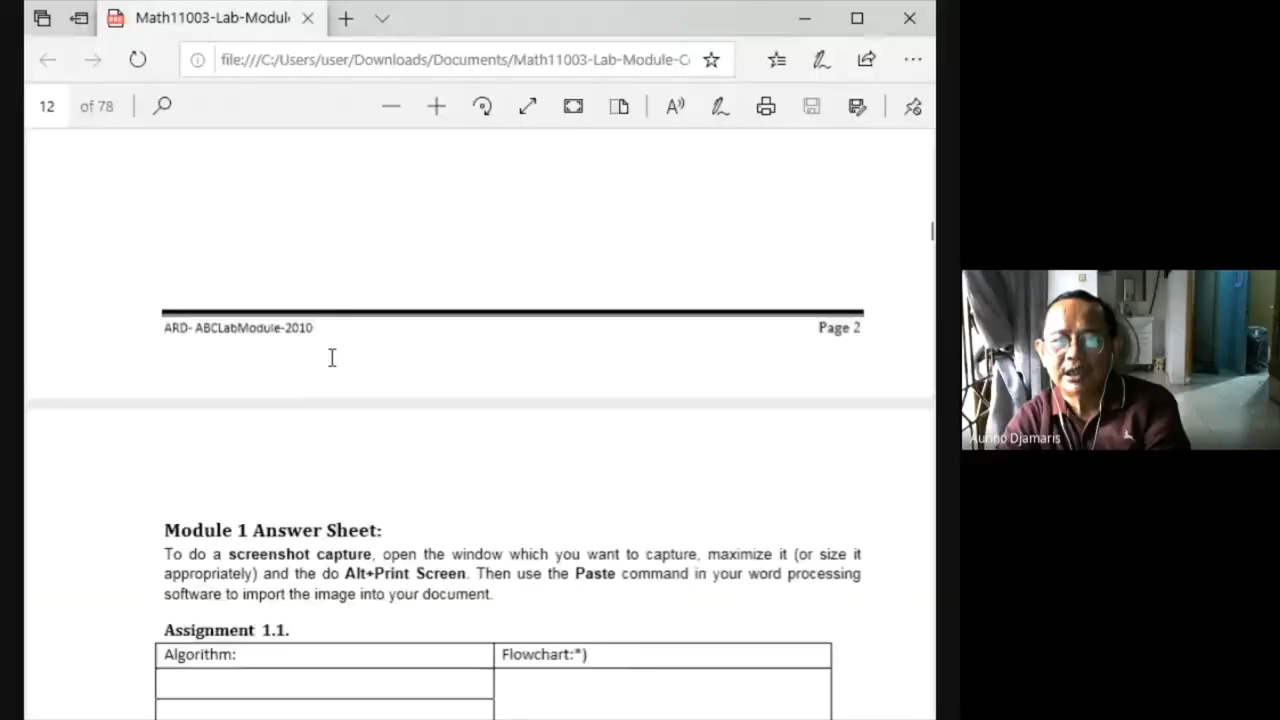 Math11003-Lab-Modul
file:///C:/Users/user/Downloads/Documents/Math11003-Lab-Module-C
12 of 78
ARD- ABCLabModule-2010 Page 2
Module 1 Answer Sheet:
To do a screenshot capture, open the window which you want to capture, maximize it (or size it
appropriately) and the do Alt+Print Screen. Then use the Paste command in your word processing
software to import the image into your document.
Assignment 1.1.
Algorithm: Flowchart:*)
Aurino Djamaris